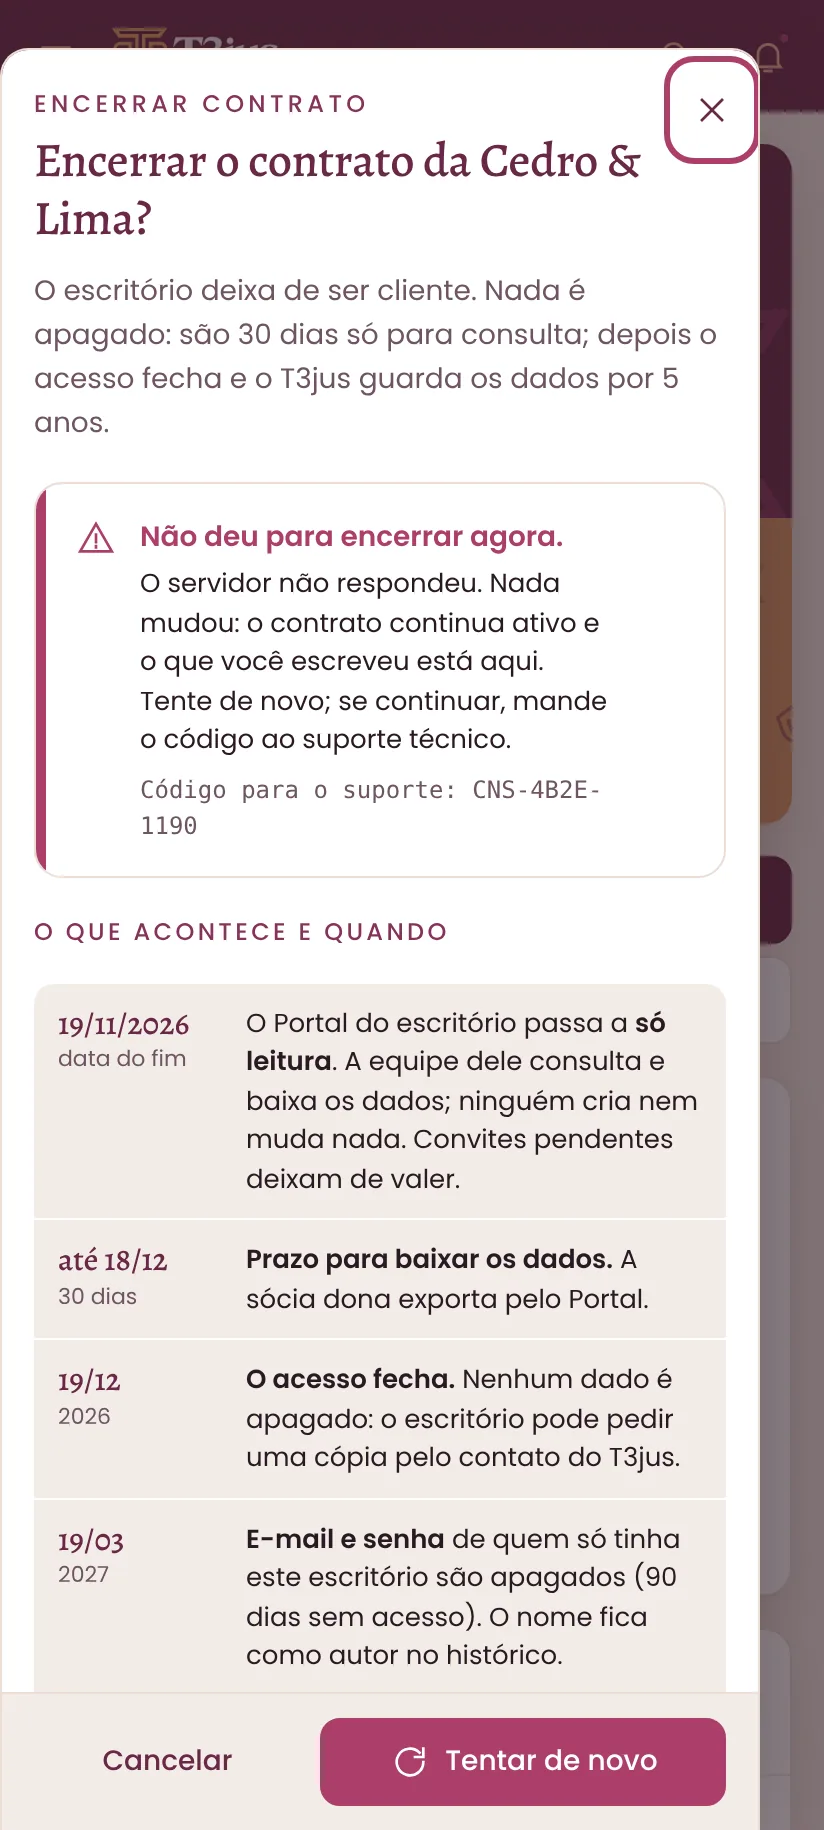 T3jus
ENCERRAR CONTRATO
Encerrar o contrato da Cedro &
Lima?
O escritório deixa de ser cliente. Nada é
apagado: são 30 dias só para consulta; depois o
acesso fecha e o T3jus guarda os dados por 5
anos.
Não deu para encerrar agora.
O servidor não respondeu. Nada
mudou: o contrato continua ativo e
o que você escreveu está aqui.
Tente de novo; se continuar, mande
o código ao suporte técnico.
Código para o suporte: CNS-4B2E-
1190
O QUE ACONTECE E QUANDO
19/11/2026
data do fim
O Portal do escritório passa a só
leitura. A equipe dele consulta e
baixa os dados; ninguém cria nem
muda nada. Convites pendentes
deixam de valer.
até 18/12
30 dias
Prazo para baixar os dados. A
sócia dona exporta pelo Portal.
19/12
2026
O acesso fecha. Nenhum dado é
apagado: o escritório pode pedir
uma cópia pelo contato do T3jus.
19/03
2027
E-mail e senha de quem só tinha
este escritório são apagados (90
dias sem acesso). O nome fica
como autor no histórico.
Cancelar
Tentar de novo